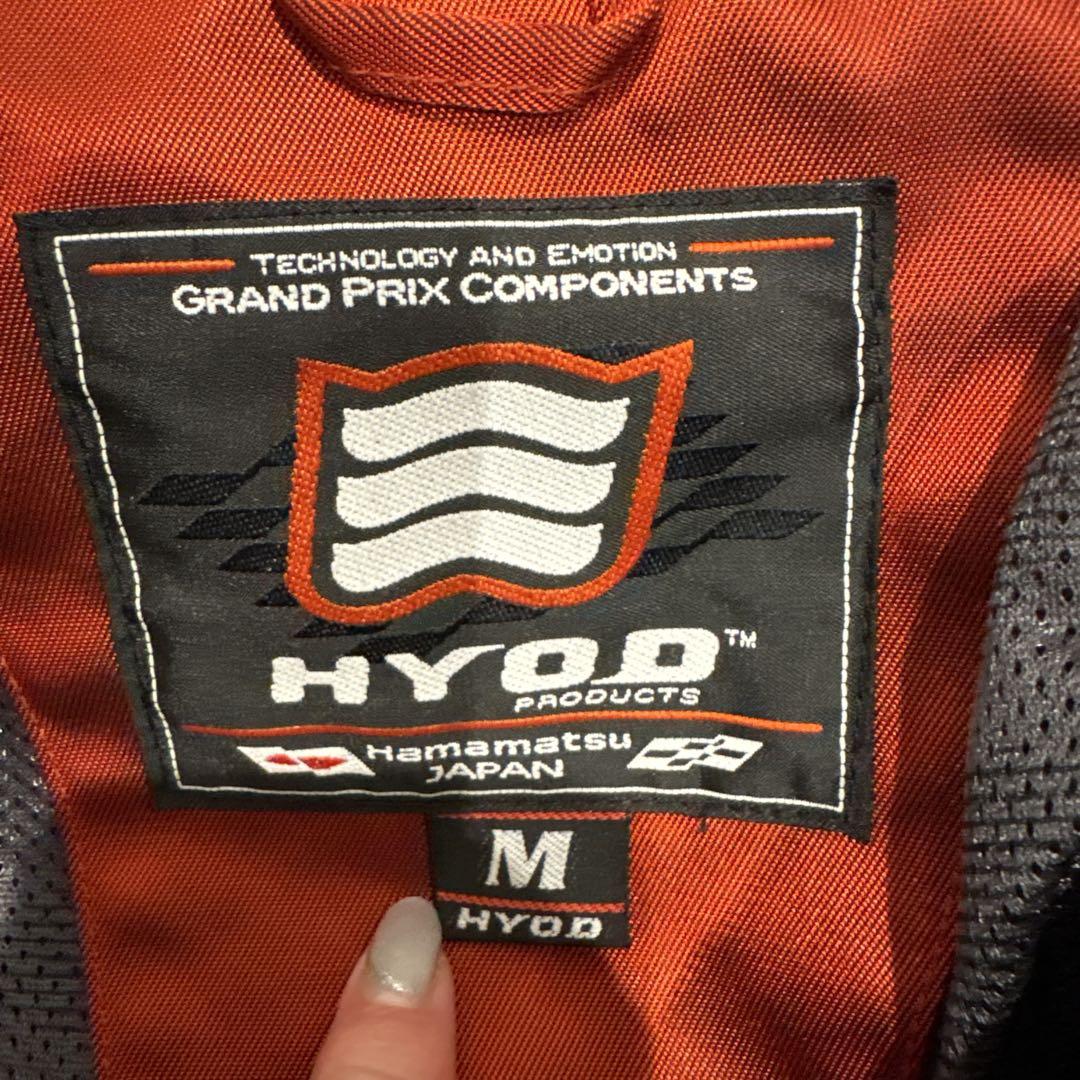 TECHNOLOGY AND EMOTION
GRAND PRIX COMPONENTS
HYOD™
PRODUCTS
Hamamatsu
JAPAN
M
HYOD